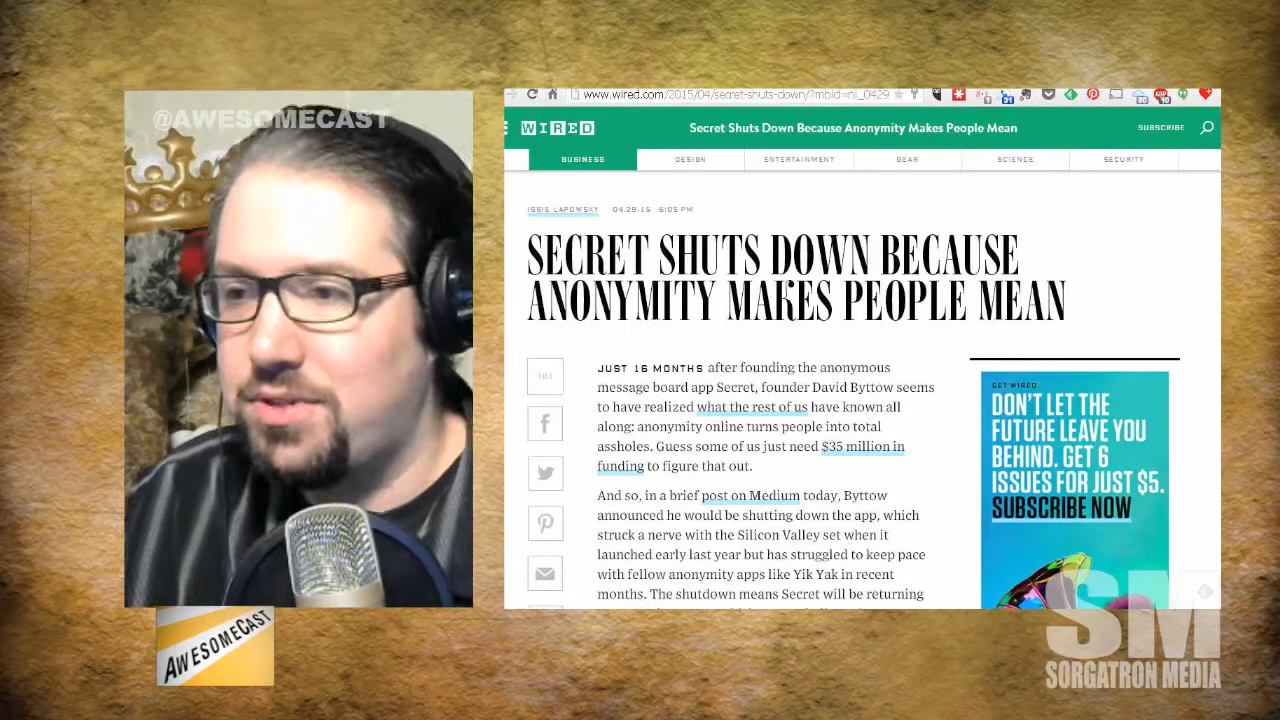 @AWESOMECAST
www.wired.com/2015/04/secret-shuts-down/?mbid=nl_0429
WIRED
Secret Shuts Down Because Anonymity Makes People Mean
SUBSCRIBE
BUSINESS
DESIGN
ENTERTAINMENT
GEAR
SCIENCE
SECURITY
ISSIE LAPOWSKY 04.29.15 6:05 PM
SECRET SHUTS DOWN BECAUSE
ANONYMITY MAKES PEOPLE MEAN
JUST 16 MONTHS after founding the anonymous
message board app Secret, founder David Byttow seems
to have realized what the rest of us have known all
along: anonymity online turns people into total
assholes. Guess some of us just need $35 million in
funding to figure that out.
And so, in a brief post on Medium today, Byttow
announced he would be shutting down the app, which
struck a nerve with the Silicon Valley set when it
launched early last year but has struggled to keep pace
with fellow anonymity apps like Yik Yak in recent
months. The shutdown means Secret will be returning
GET WIRED
DON'T LET THE
FUTURE LEAVE YOU
BEHIND. GET 6
ISSUES FOR JUST $5.
SUBSCRIBE NOW
AWESOMECAST
SM
SORGATRON MEDIA